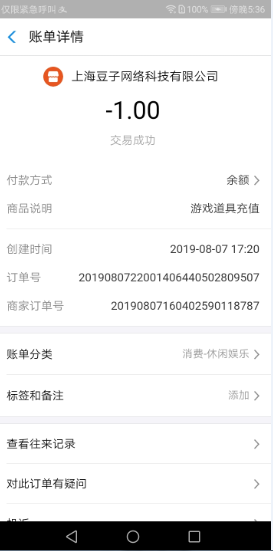 仅限紧急呼叫 100% 傍晚5:36
账单详情
上海豆子网络科技有限公司
-1.00
交易成功
付款方式 余额
商品说明 游戏道具充值
创建时间 2019-08-07 17:20
订单号 2019080722001406440502809507
商家订单号 20190807160402590118787
账单分类 消费-休闲娱乐
标签和备注 添加
查看往来记录
对此订单有疑问